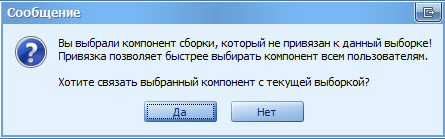 Сообщение
Вы выбрали компонент сборки, который не привязан к данный выборке!
Привязка позволяет быстрее выбирать компонент всем пользователям.
Хотите связать выбранный компонент с текущей выборкой?
Да
Нет